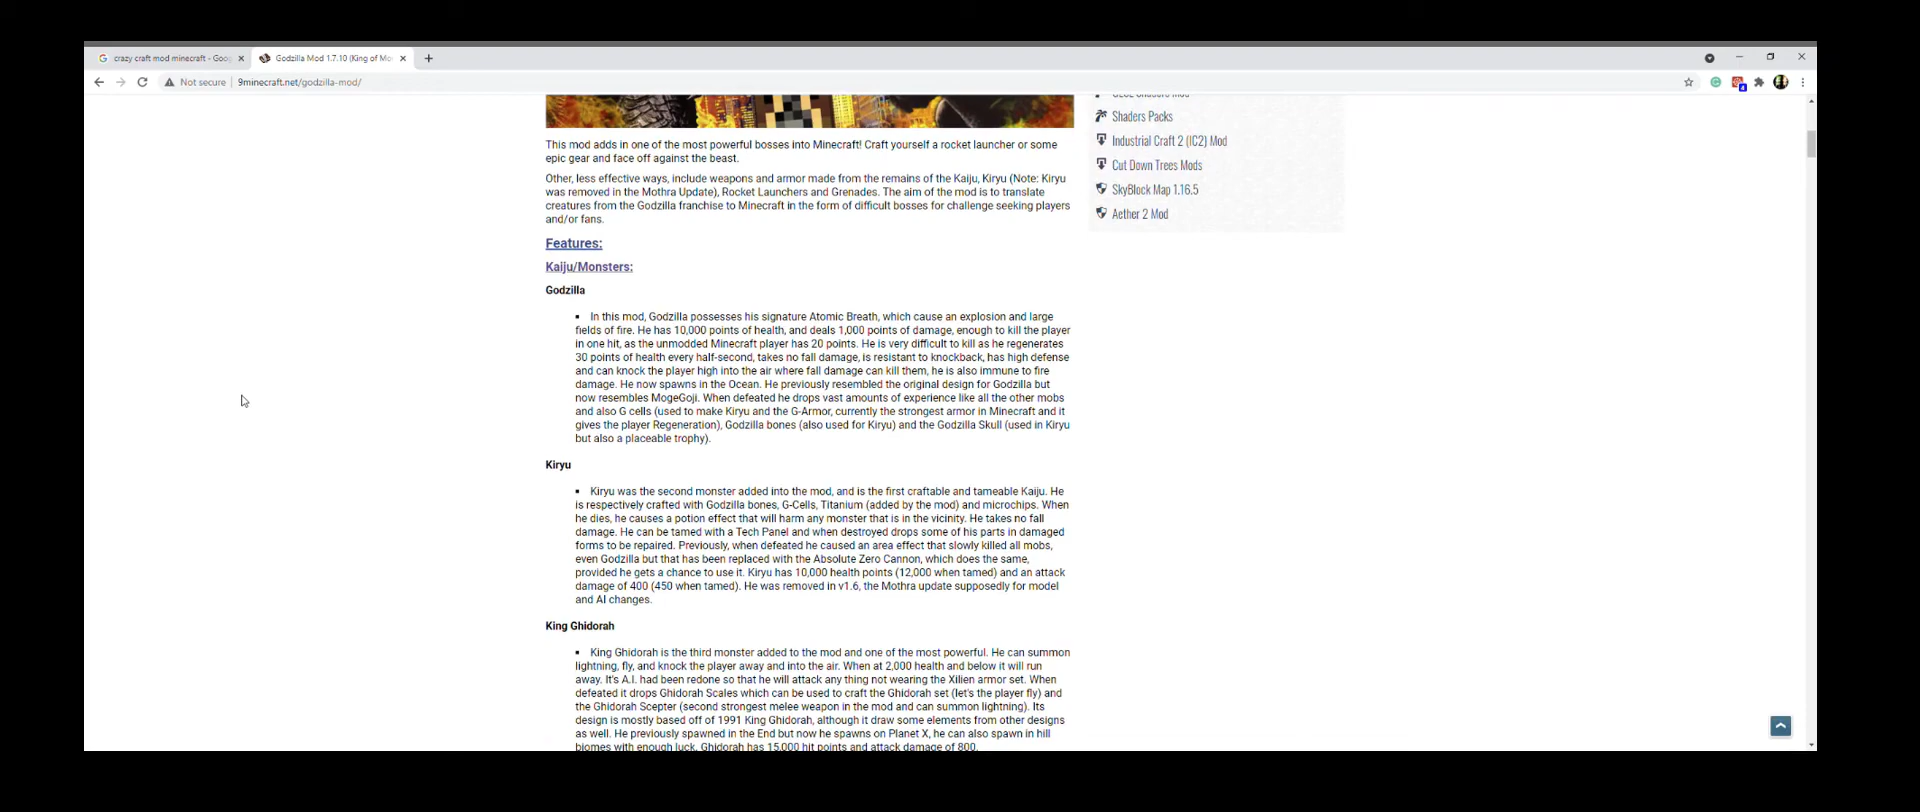 crazy craft mod minecraft - Goo
Godzilla Mod 1.7.10 (King of Mo
Not secure
9minecraft.net/godzilla-mod/
Shaders Packs
Industrial Craft 2 (IC2) Mod
Cut Down Trees Mods
SkyBlock Map 1.16.5
Aether 2 Mod
This mod adds in one of the most powerful bosses into Minecraft! Craft yourself a rocket launcher or some
epic gear and face off against the beast.
Other, less effective ways, include weapons and armor made from the remains of the Kaiju, Kiryu (Note: Kiryu
was removed in the Mothra Update), Rocket Launchers and Grenades. The aim of the mod is to translate
creatures from the Godzilla franchise to Minecraft in the form of difficult bosses for challenge seeking players
and/or fans.
Features:
Kaiju/Monsters:
Godzilla
In this mod, Godzilla possesses his signature Atomic Breath, which cause an explosion and large
fields of fire. He has 10,000 points of health, and deals 1,000 points of damage, enough to kill the player
in one hit, as the unmodded Minecraft player has 20 points. He is very difficult to kill as he regenerates
30 points of health every half-second, takes no fall damage, is resistant to knockback, has high defense
and can knock the player high into the air where fall damage can kill them, he is also immune to fire
damage. He now spawns in the Ocean. He previously resembled the original design for Godzilla but
now resembles MogeGoji. When defeated he drops vast amounts of experience like all the other mobs
and also G cells (used to make Kiryu and the G-Armor, currently the strongest armor in Minecraft and it
gives the player Regeneration), Godzilla bones (also used for Kiryu) and the Godzilla Skull (used in Kiryu
but also a placeable trophy).
Kiryu
Kiryu was the second monster added into the mod, and is the first craftable and tameable Kaiju. He
is respectively crafted with Godzilla bones, G-Cells, Titanium (added by the mod) and microchips. When
he dies, he causes a potion effect that will harm any monster that is in the vicinity. He takes no fall
damage. He can be tamed with a Tech Panel and when destroyed drops some of his parts in damaged
forms to be repaired. Previously, when defeated he caused an area effect that slowly killed all mobs,
even Godzilla but that has been replaced with the Absolute Zero Cannon, which does the same,
provided he gets a chance to use it. Kiryu has 10,000 health points (12,000 when tamed) and an attack
damage of 400 (450 when tamed). He was removed in v1.6, the Mothra update supposedly for model
and AI changes.
King Ghidorah
King Ghidorah is the third monster added to the mod and one of the most powerful. He can summon
lightning, fly, and knock the player away and into the air. When at 2,000 health and below it will run
away. It's A.I. had been redone so that he will attack any thing not wearing the Xilien armor set. When
defeated it drops Ghidorah Scales which can be used to craft the Ghidorah set (let's the player fly) and
the Ghidorah Scepter (second strongest melee weapon in the mod and can summon lightning). Its
design is mostly based off of 1991 King Ghidorah, although it draw some elements from other designs
as well. He previously spawned in the End but now he spawns on Planet X, he can also spawn in hill
biomes with enough luck. Ghidorah has 15,000 hit points and attack damage of 800.